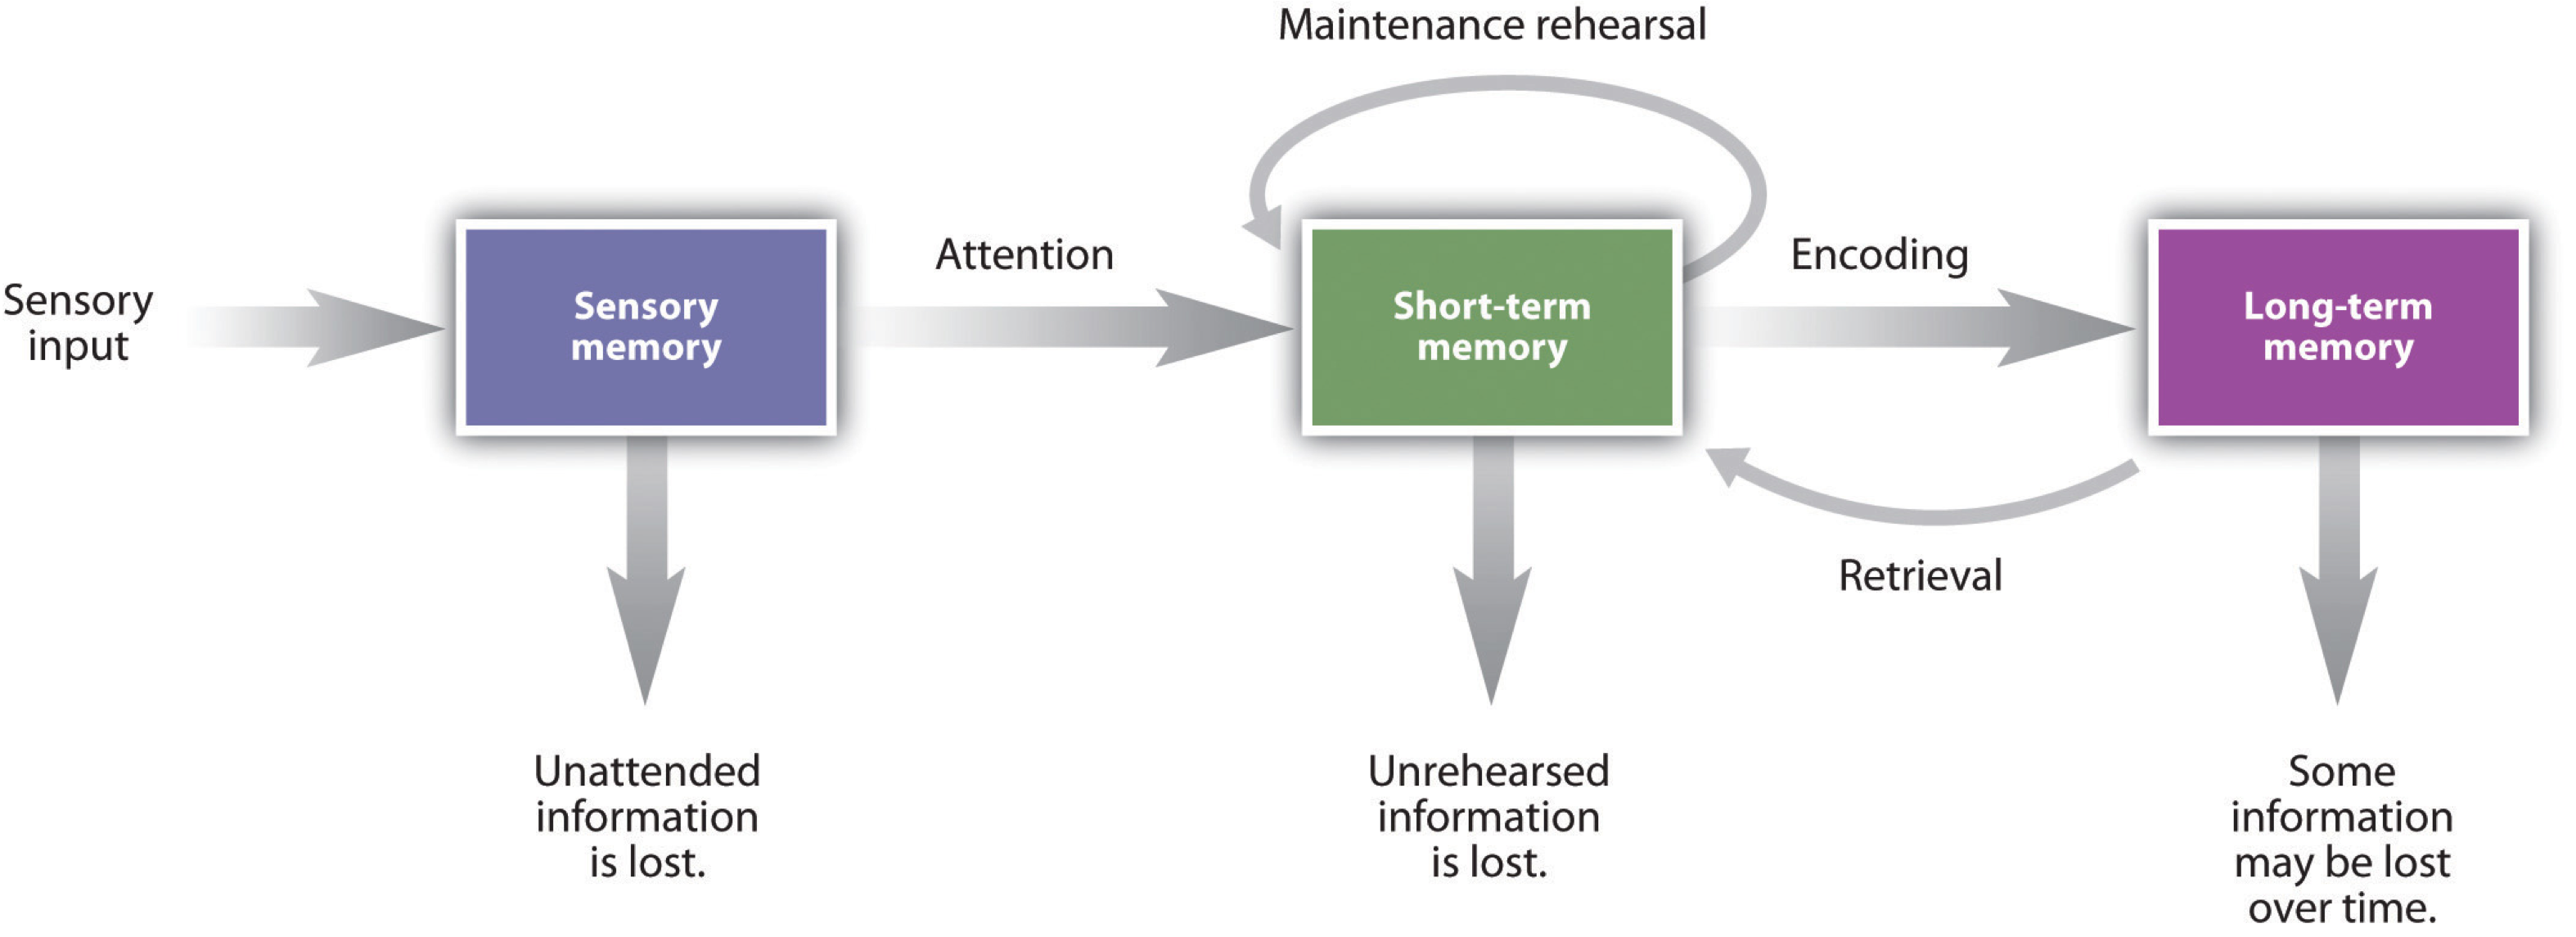 Maintenance rehearsal
Sensory
input
Sensory
memory
Attention
Short-term
memory
Encoding
Long-term
memory
Retrieval
Unattended
information
is lost.
Unrehearsed
information
is lost.
Some
information
may be lost
over time.